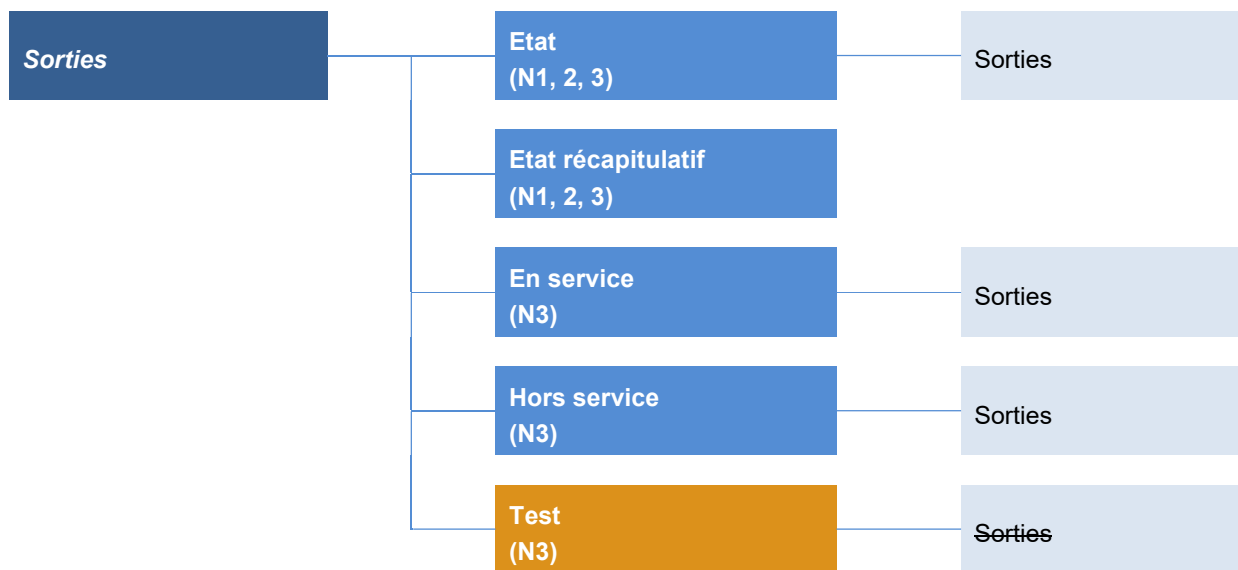 Sorties
Etat
(N1, 2, 3)
Sorties
Etat récapitulatif
(N1, 2, 3)
En service
(N3)
Sorties
Hors service
(N3)
Sorties
Test
(N3)
Sorties